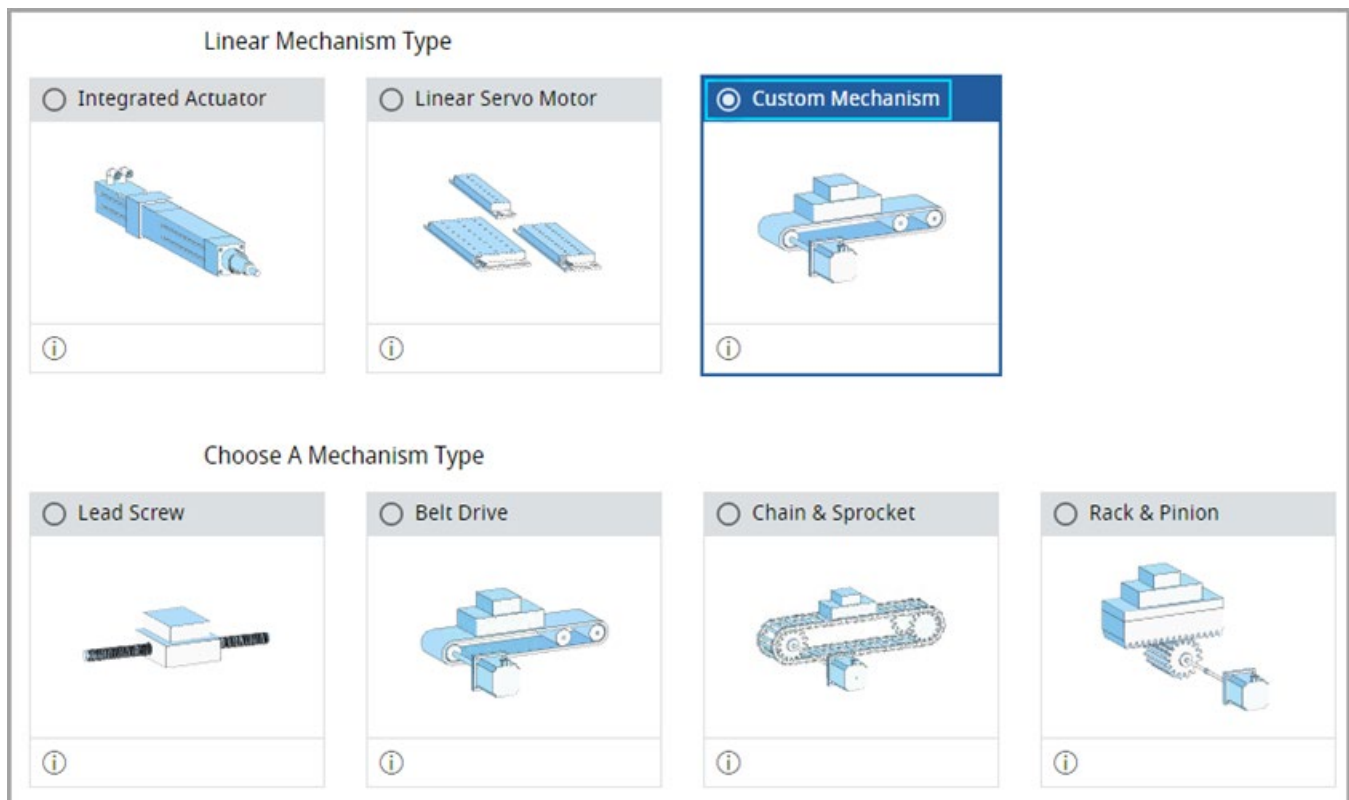 Linear Mechanism Type
Integrated Actuator
Linear Servo Motor
Custom Mechanism
Choose A Mechanism Type
Lead Screw
Belt Drive
Chain & Sprocket
Rack & Pinion